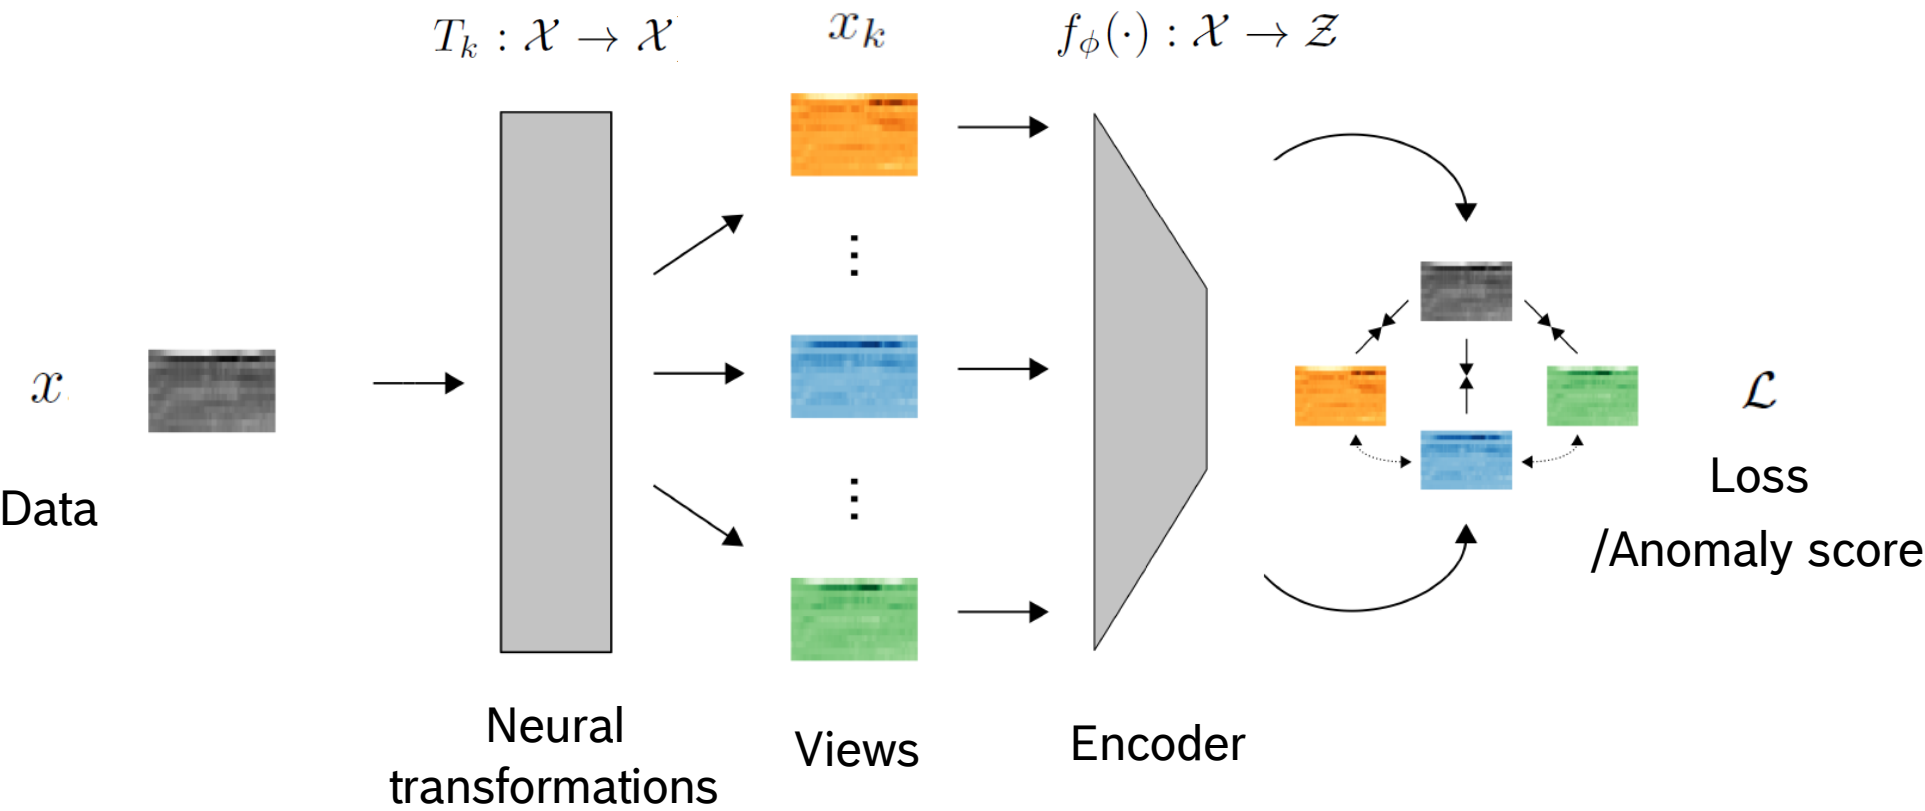 T_k : 𝒳 → 𝒳
x_k
f_ϕ(·) : 𝒳 → 𝒵
x
Data
ℒ
Loss
/Anomaly score
Neural
transformations
Views
Encoder